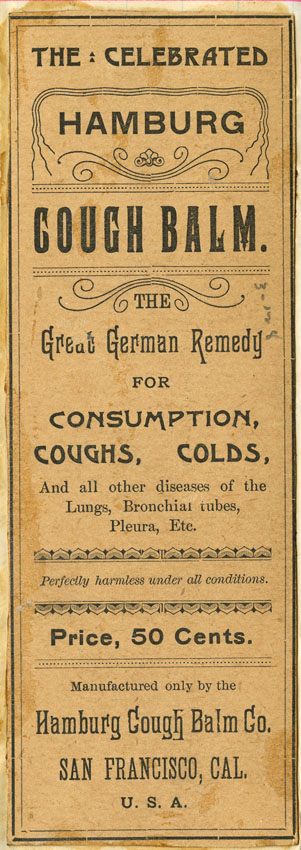 THE CELEBRATED
HAMBURG
COUGH BALM.
THE
Great German Remedy
FOR
CONSUMPTION,
COUGHS, COLDS,
And all other diseases of the
Lungs, Bronchial tubes,
Pleura, Etc.
Perfectly harmless under all conditions.
Price, 50 Cents.
Manufactured only by the
Hamburg Cough Balm Co.
SAN FRANCISCO, CAL.
U. S. A.